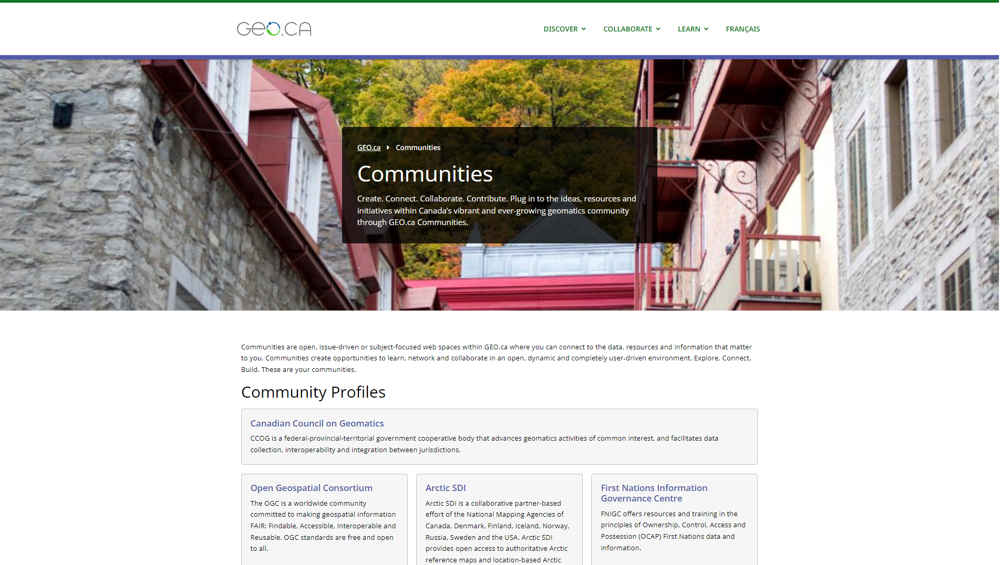 GEO.CA
DISCOVER
COLLABORATE
LEARN
FRANÇAIS
GEO.ca
Communities
Communities
Create. Connect. Collaborate. Contribute. Plug in to the ideas, resources and
initiatives within Canada’s vibrant and ever-growing geomatics community
through GEO.ca Communities.
Communities are open, issue-driven or subject-focused web spaces within GEO.ca where you can connect to the data, resources and information that matter
to you. Communities create opportunities to learn, network and collaborate in an open, dynamic and completely user-driven environment. Explore. Connect.
Build. These are your communities.
Community Profiles
Canadian Council on Geomatics
CCOG is a federal-provincial-territorial government cooperative body that advances geomatics activities of common interest, and facilitates data
collection, interoperability and integration between jurisdictions.
Open Geospatial Consortium
The OGC is a worldwide community
committed to making geospatial information
FAIR: Findable, Accessible, Interoperable and
Reusable. OGC standards are free and open
to all.
Arctic SDI
Arctic SDI is a collaborative partner-based
effort of the National Mapping Agencies of
Canada, Denmark, Finland, Iceland, Norway,
Russia, Sweden and the USA. Arctic SDI
provides open access to authoritative Arctic
reference maps and location-based Arctic
First Nations Information
Governance Centre
FNIGC offers resources and training in the
principles of Ownership, Control, Access and
Possession (OCAP) First Nations data and
information.